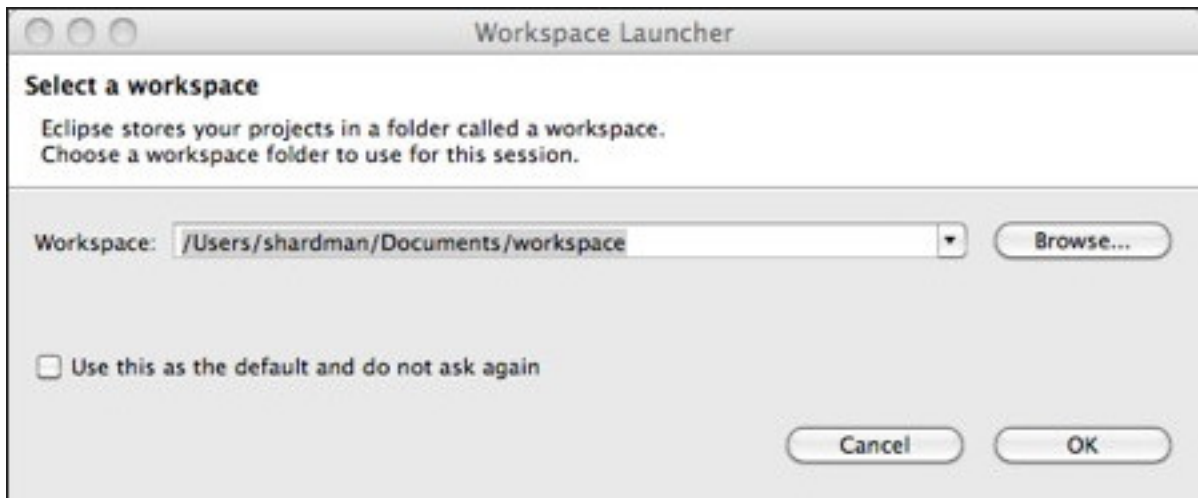 Workspace Launcher
Select a workspace
Eclipse stores your projects in a folder called a workspace.
Choose a workspace folder to use for this session.
Workspace: /Users/shardman/Documents/workspace Browse...
Use this as the default and do not ask again
Cancel OK